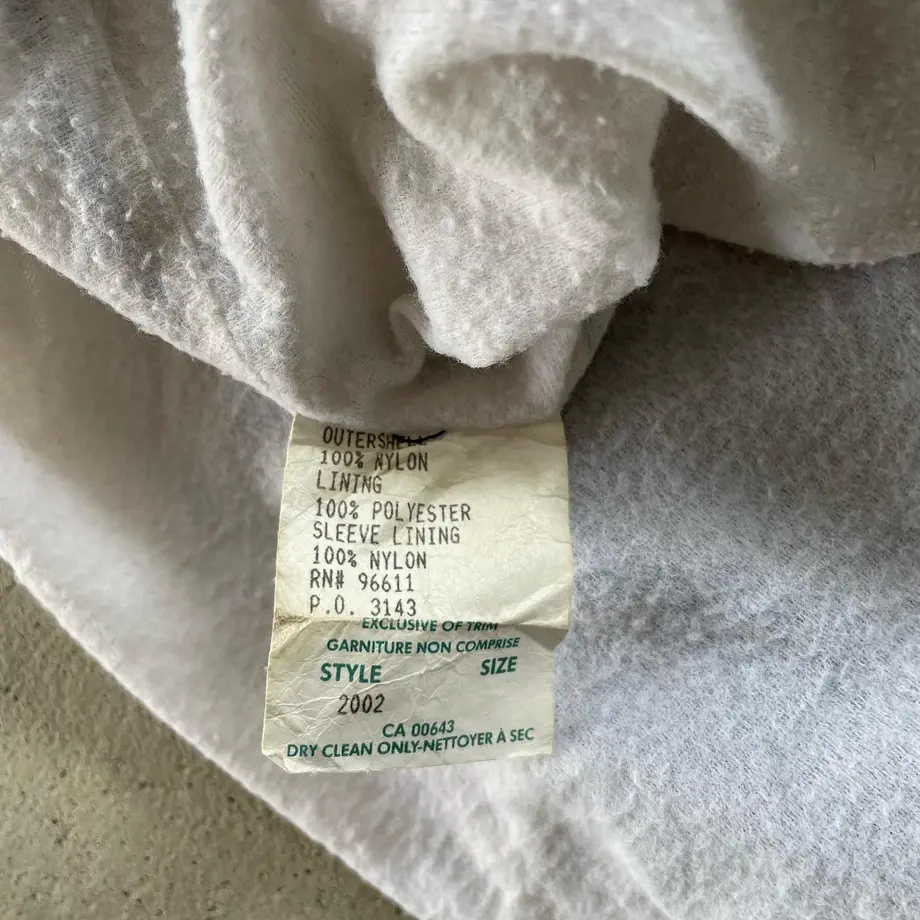 OUTERSHELL
100% NYLON
LINING
100% POLYESTER
SLEEVE LINING
100% NYLON
RN# 96611
P.O. 3143
EXCLUSIVE OF TRIM
GARNITURE NON COMPRISE
STYLE SIZE
2002
CA 00643
DRY CLEAN ONLY-NETTOYER À SEC